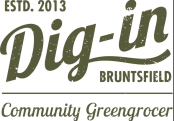 ESTD. 2013
Dig-in
BRUNTSFIELD
Community Greengrocer